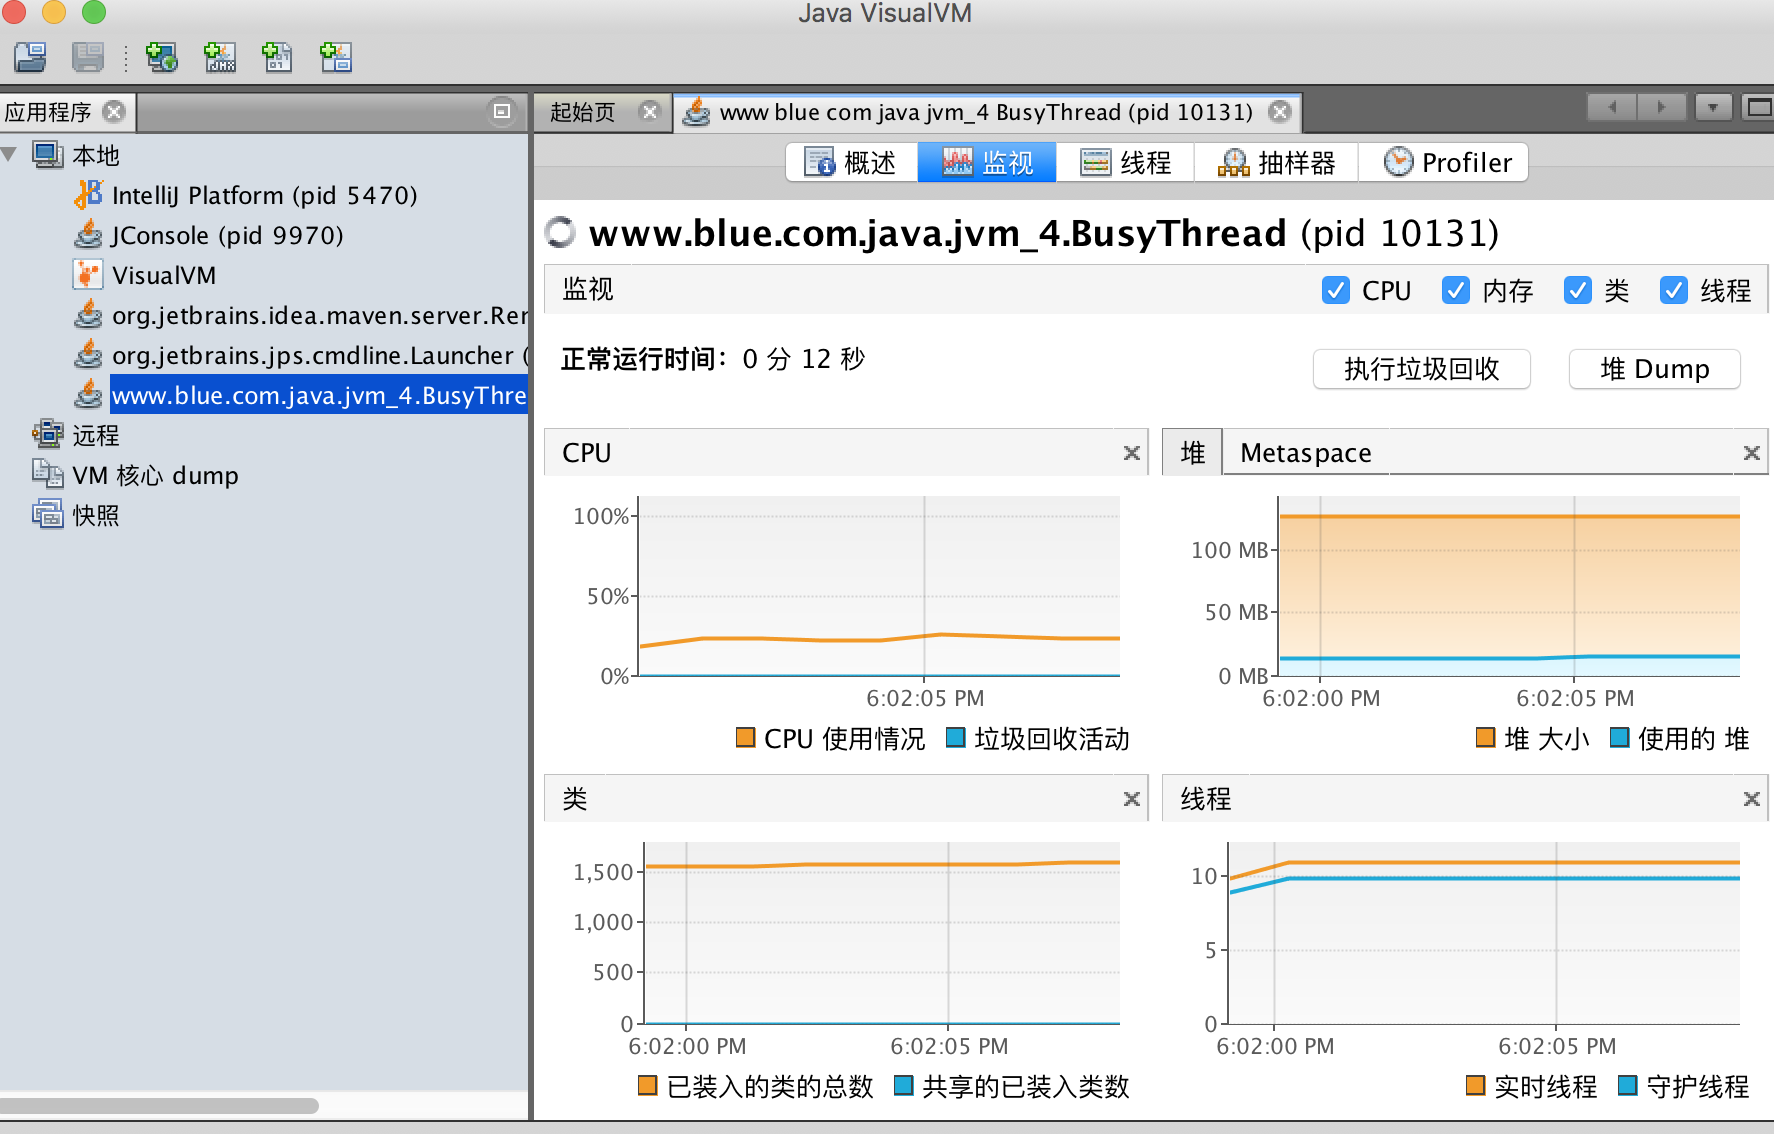 Java VisualVM
应用程序
本地
IntelliJ Platform (pid 5470)
JConsole (pid 9970)
VisualVM
org.jetbrains.idea.maven.server.Rer
org.jetbrains.jps.cmdline.Launcher (
www.blue.com.java.jvm_4.BusyThre
远程
VM 核心 dump
快照
起始页
www blue com java jvm_4 BusyThread (pid 10131)
概述 监视 线程 抽样器 Profiler
www.blue.com.java.jvm_4.BusyThread (pid 10131)
监视 CPU 内存 类 线程
正常运行时间: 0 分 12 秒 执行垃圾回收 堆 Dump
CPU
100%
50%
0%
6:02:05 PM
CPU 使用情况 垃圾回收活动
堆 Metaspace
100 MB
50 MB
0 MB
6:02:00 PM 6:02:05 PM
堆 大小 使用的 堆
类
1,500
1,000
500
0
6:02:00 PM 6:02:05 PM
已装入的类的总数 共享的已装入类数
线程
10
5
0
6:02:00 PM 6:02:05 PM
实时线程 守护线程